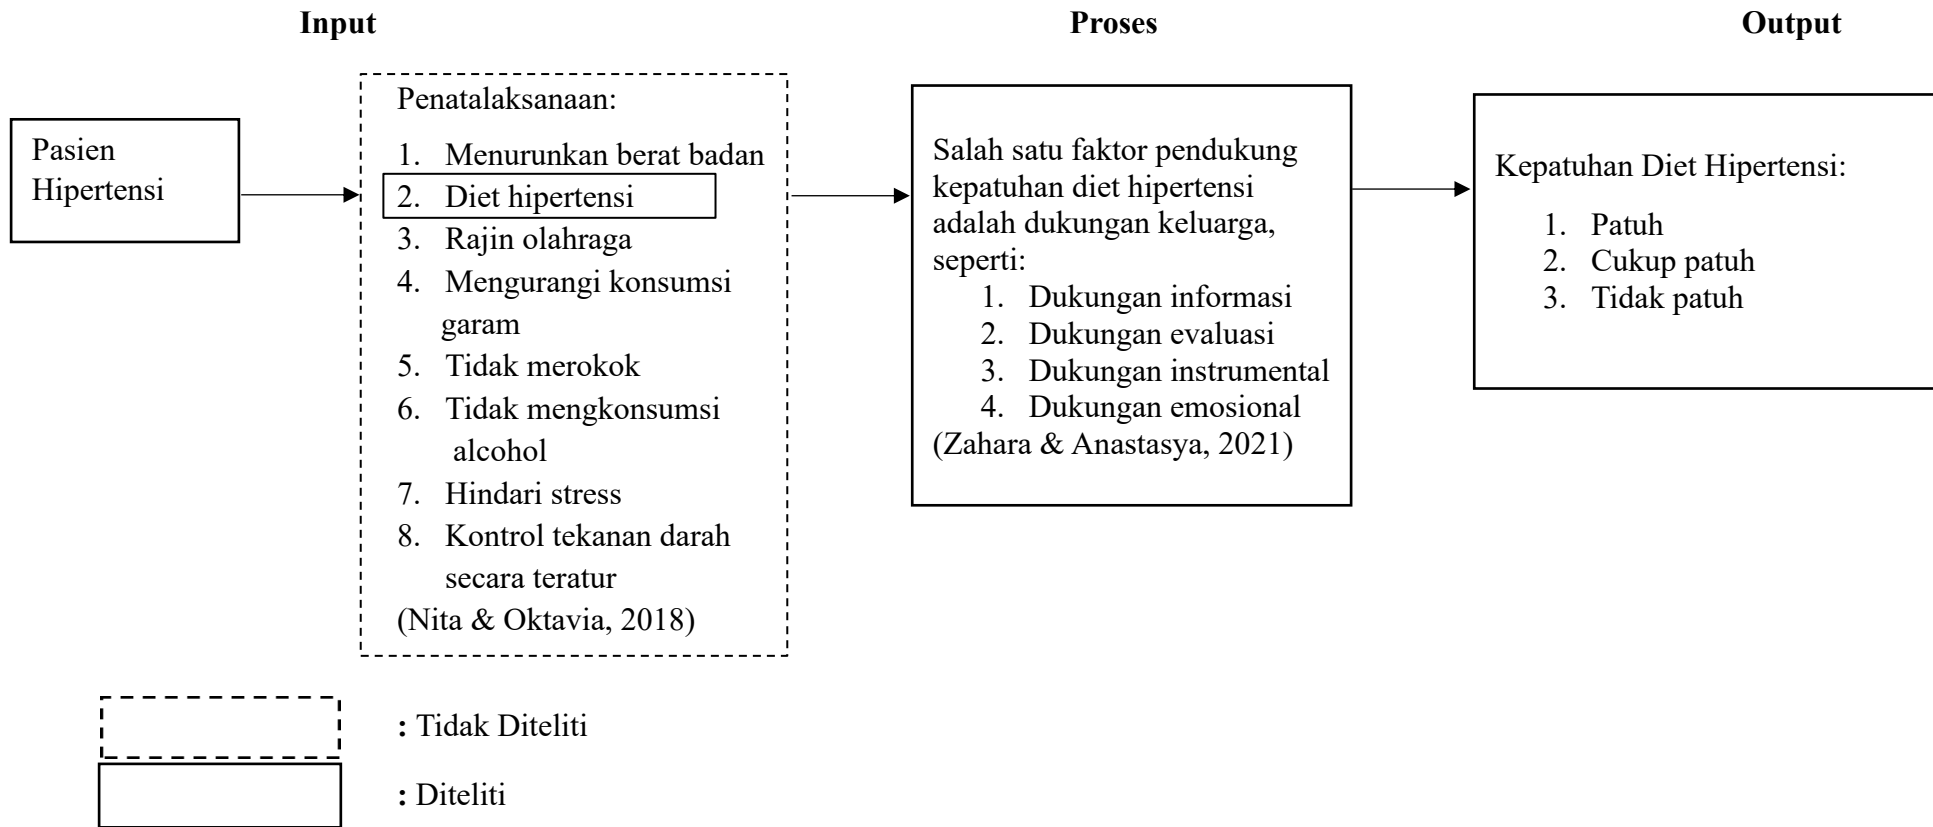 Input
Proses
Output
Pasien
Hipertensi
Penatalaksanaan:
1. Menurunkan berat badan
2. Diet hipertensi
3. Rajin olahraga
4. Mengurangi konsumsi
garam
5. Tidak merokok
6. Tidak mengkonsumsi
alcohol
7. Hindari stress
8. Kontrol tekanan darah
secara teratur
(Nita & Oktavia, 2018)
Salah satu faktor pendukung
kepatuhan diet hipertensi
adalah dukungan keluarga,
seperti:
1. Dukungan informasi
2. Dukungan evaluasi
3. Dukungan instrumental
4. Dukungan emosional
(Zahara & Anastasya, 2021)
Kepatuhan Diet Hipertensi:
1. Patuh
2. Cukup patuh
3. Tidak patuh
: Tidak Diteliti
: Diteliti